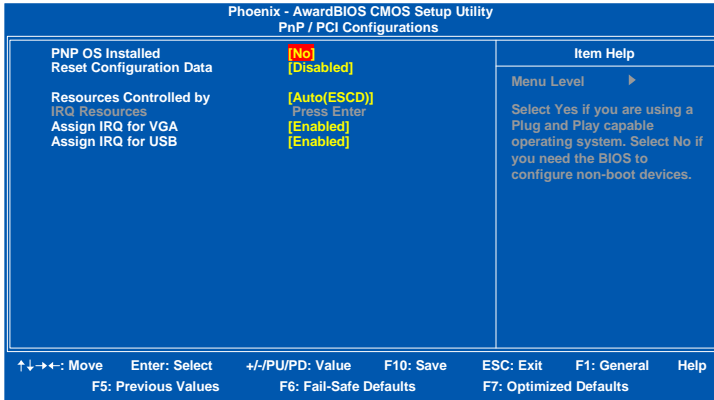 Phoenix - AwardBIOS CMOS Setup Utility
PnP / PCI Configurations
PNP OS Installed [No]
Reset Configuration Data [Disabled]
Resources Controlled by [Auto(ESCD)]
IRQ Resources Press Enter
Assign IRQ for VGA [Enabled]
Assign IRQ for USB [Enabled]
Item Help
Menu Level ▶
Select Yes if you are using a
Plug and Play capable
operating system. Select No if
you need the BIOS to
configure non-boot devices.
↑↓→←: Move Enter: Select +/-/PU/PD: Value F10: Save ESC: Exit F1: General Help
F5: Previous Values F6: Fail-Safe Defaults F7: Optimized Defaults